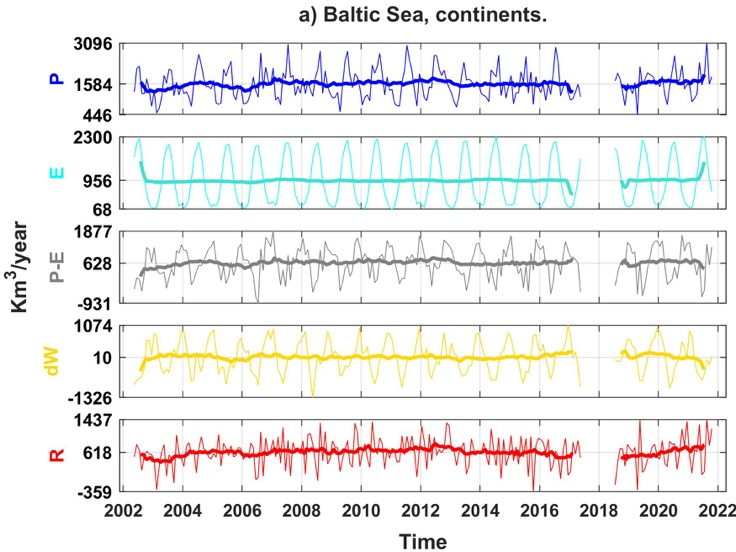 a) Baltic Sea, continents.
P
3096
1584
446
E
2300
956
68
Km³/year
P-E
1877
628
-931
dW
1074
10
-1326
R
1437
618
-359
2002 2004 2006 2008 2010 2012 2014 2016 2018 2020 2022
Time